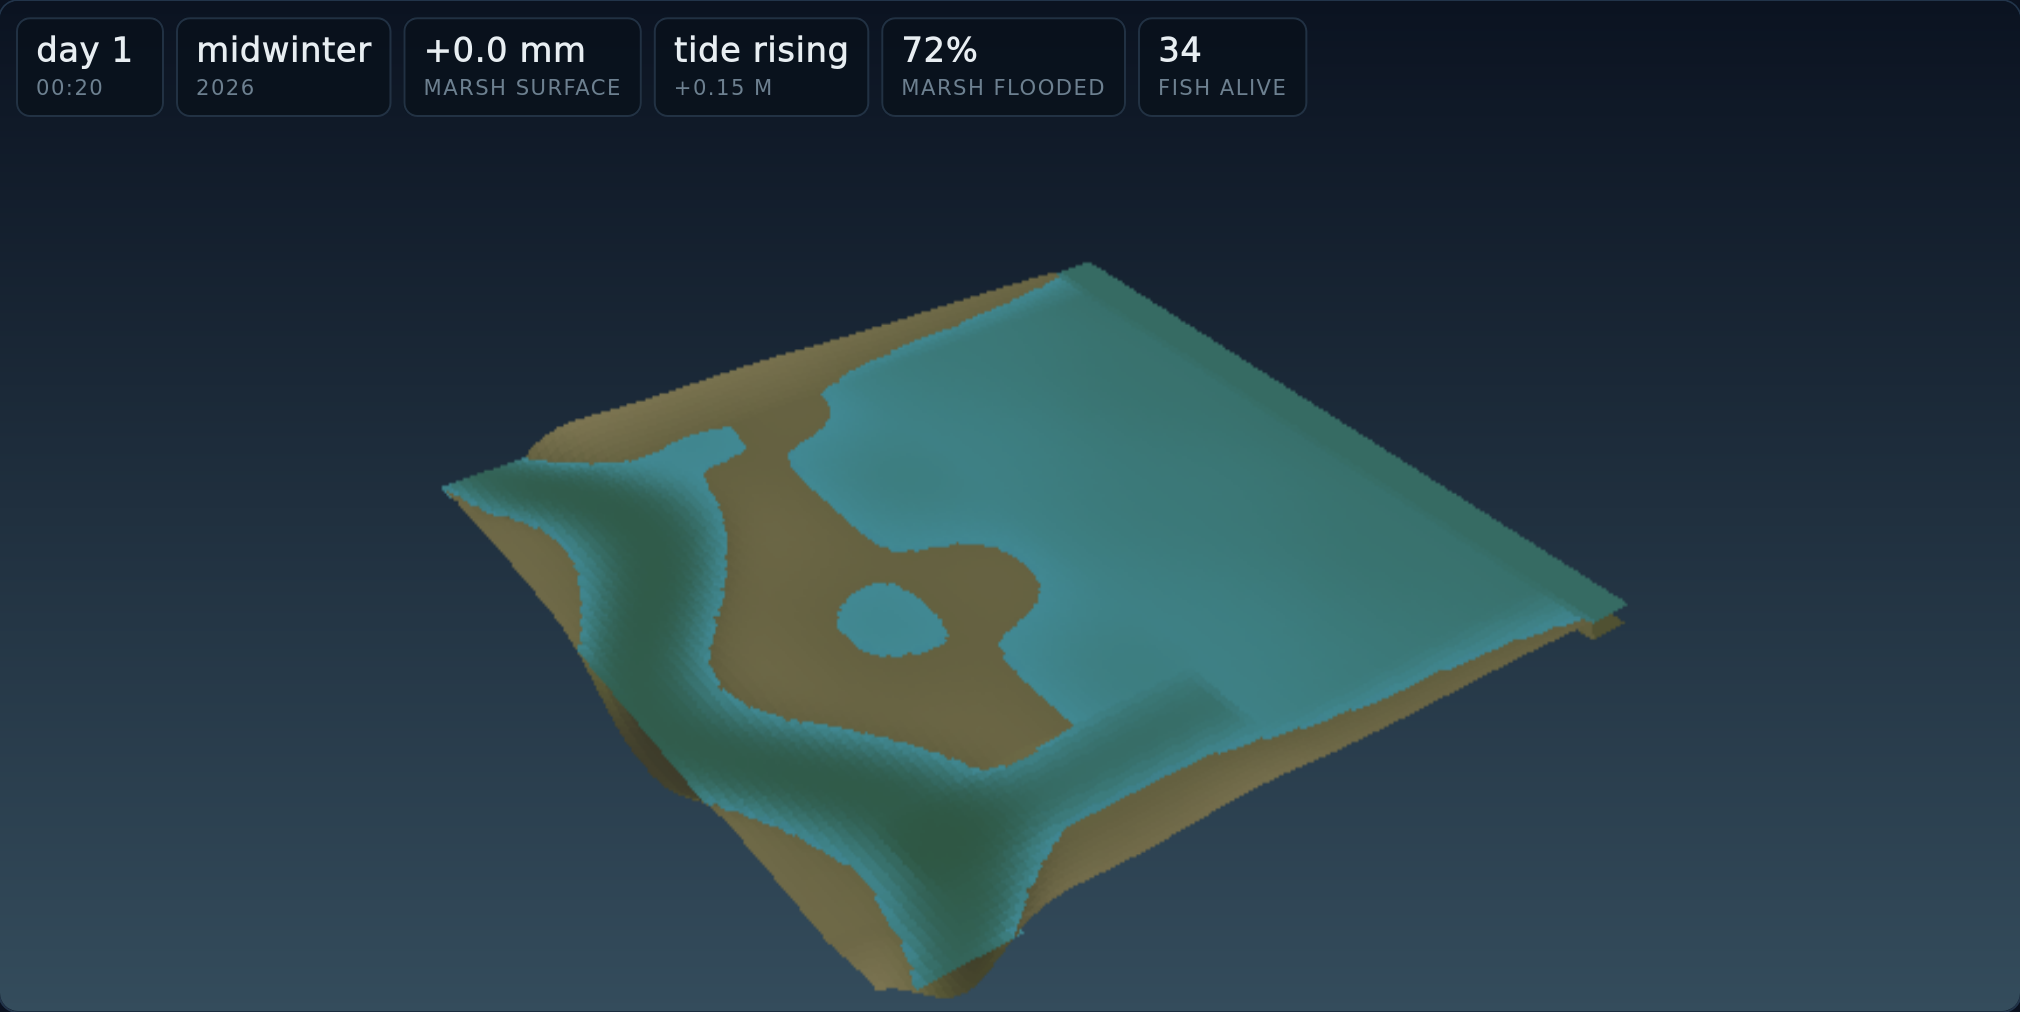 day 1
00:20
midwinter
2026
+0.0 mm
MARSH SURFACE
tide rising
+0.15 M
72%
MARSH FLOODED
34
FISH ALIVE